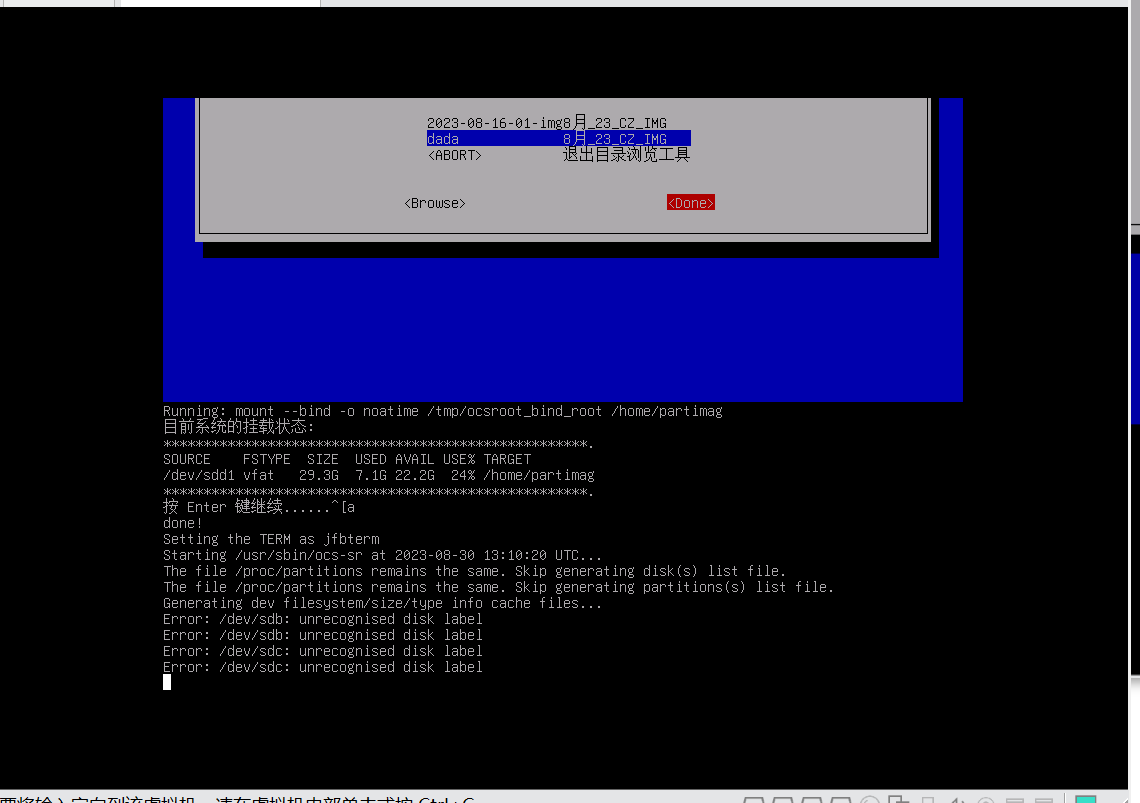 2023-08-16-01-img8月_23_CZ_IMG
dada 8月_23_CZ_IMG
<ABORT> 退出目录浏览工具
<Browse> <Done>
Running: mount --bind -o noatime /tmp/ocsroot_bind_root /home/partimag
目前系统的挂载状态:
*****************************************************.
SOURCE FSTYPE SIZE USED AVAIL USE% TARGET
/dev/sdd1 vfat 29.3G 7.1G 22.2G 24% /home/partimag
*****************************************************.
按 Enter 键继续......^[a
done!
Setting the TERM as jfbterm
Starting /usr/sbin/ocs-sr at 2023-08-30 13:10:20 UTC...
The file /proc/partitions remains the same. Skip generating disk(s) list file.
The file /proc/partitions remains the same. Skip generating partitions(s) list file.
Generating dev filesystem/size/type info cache files...
Error: /dev/sdb: unrecognised disk label
Error: /dev/sdb: unrecognised disk label
Error: /dev/sdc: unrecognised disk label
Error: /dev/sdc: unrecognised disk label
要将输入定向到该虚拟机，请在虚拟机内部单击或按 Ctrl+G